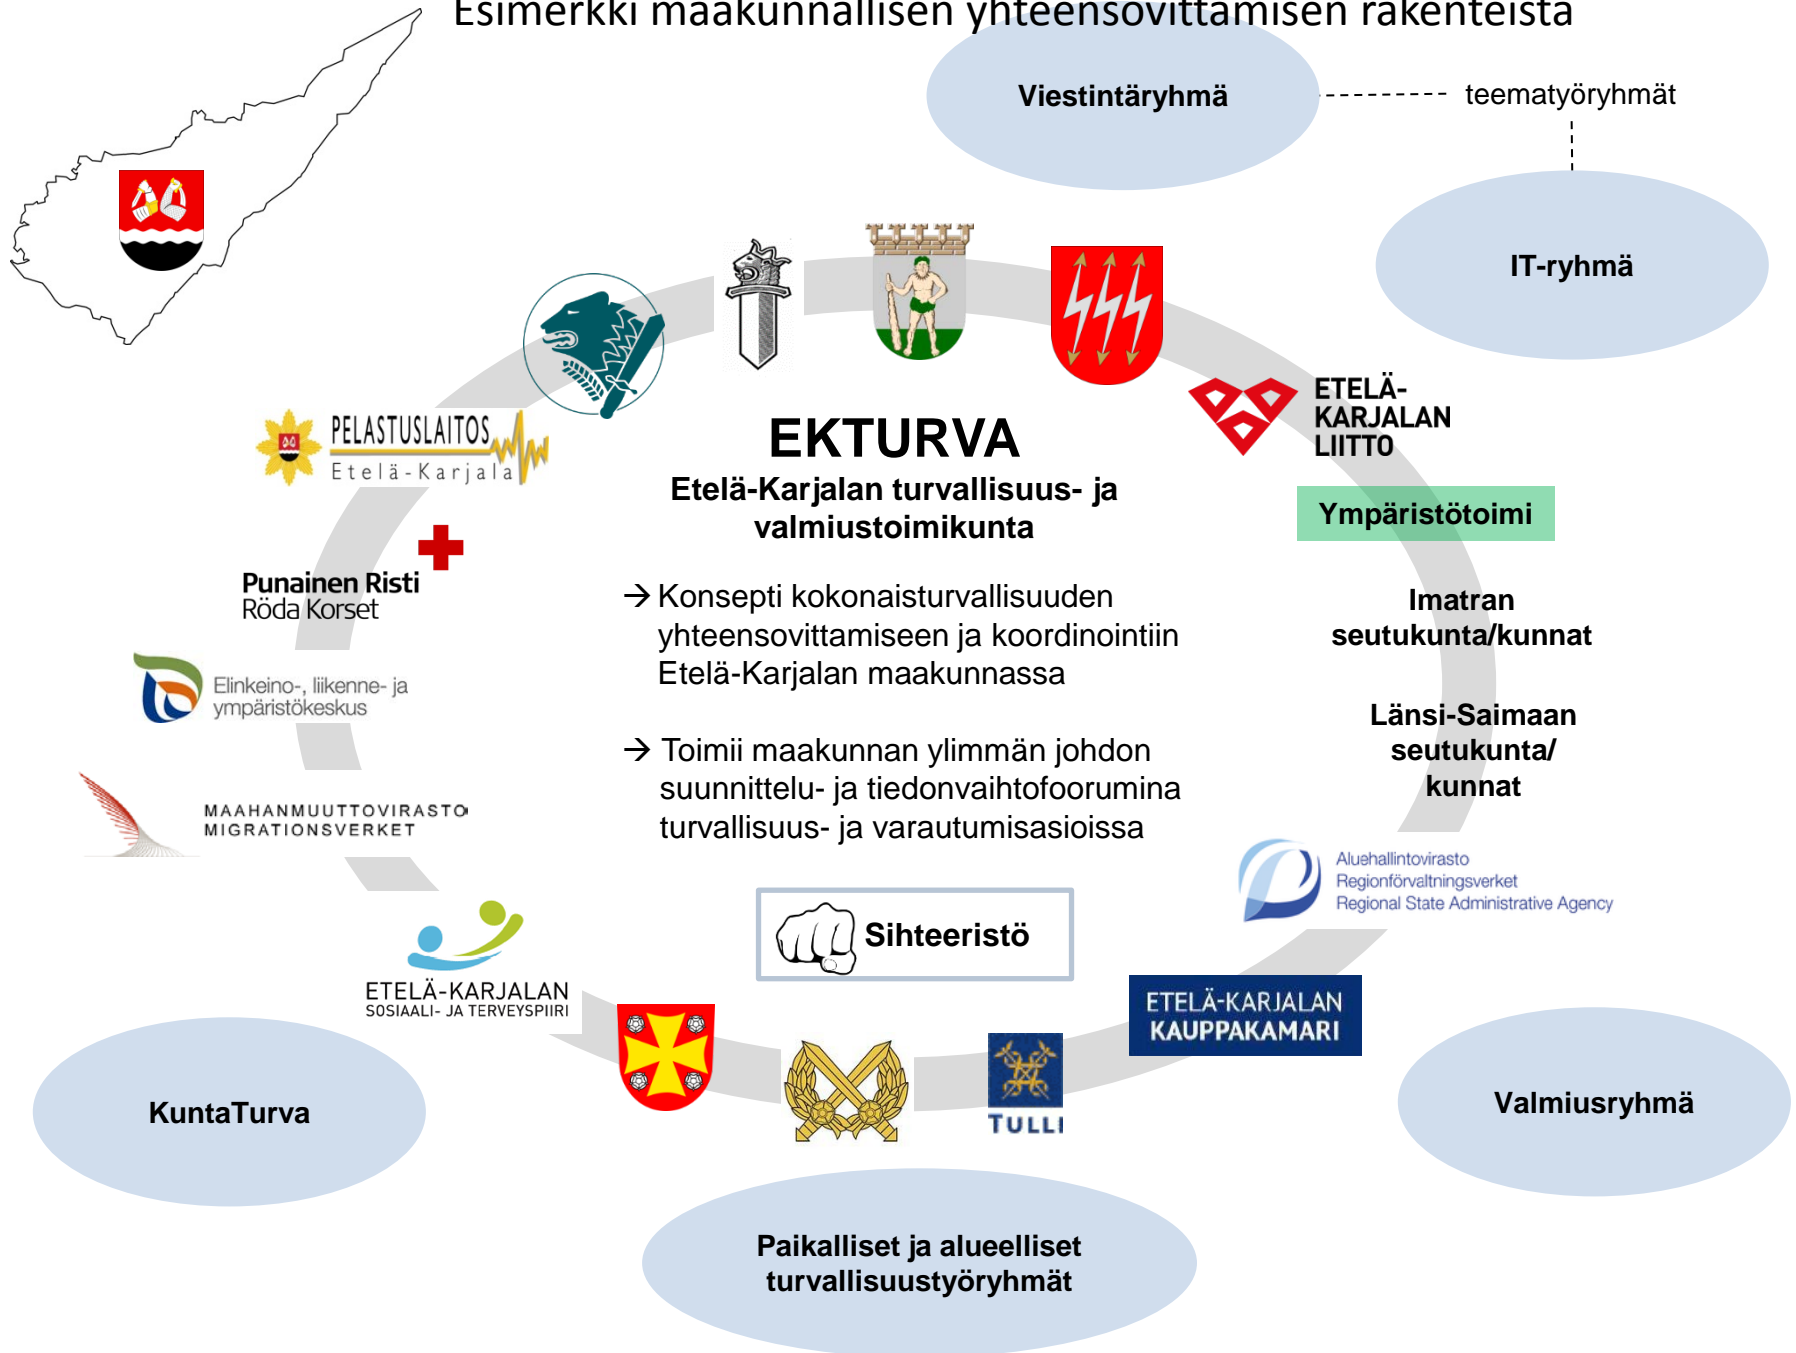 Esimerkki maakunnallisen yhteensovittamisen rakenteista
Viestintäryhmä
teematyöryhmät
IT-ryhmä
ETELÄ-
KARJALAN
LIITTO
PELASTUSLAITOS
Etelä-Karjala
EKTURVA
Etelä-Karjalan turvallisuus- ja
valmiustoimikunta
Ympäristötoimi
Punainen Risti
Röda Korset
→ Konsepti kokonaisturvallisuuden
yhteensovittamiseen ja koordinointiin
Etelä-Karjalan maakunnassa
Imatran
seutukunta/kunnat
Elinkeino-, liikenne- ja
ympäristökeskus
Länsi-Saimaan
seutukunta/
kunnat
→ Toimii maakunnan ylimmän johdon
suunnittelu- ja tiedonvaihtofoorumina
turvallisuus- ja varautumisasioissa
MAAHANMUUTTOVIRASTO
MIGRATIONSVERKET
Aluehallintovirasto
Regionförvaltningsverket
Regional State Administrative Agency
Sihteeristö
ETELÄ-KARJALAN
SOSIAALI- JA TERVEYSPIIRI
ETELÄ-KARJALAN
KAUPPAKAMARI
TULLI
KuntaTurva
Valmiusryhmä
Paikalliset ja alueelliset
turvallisuustyöryhmät